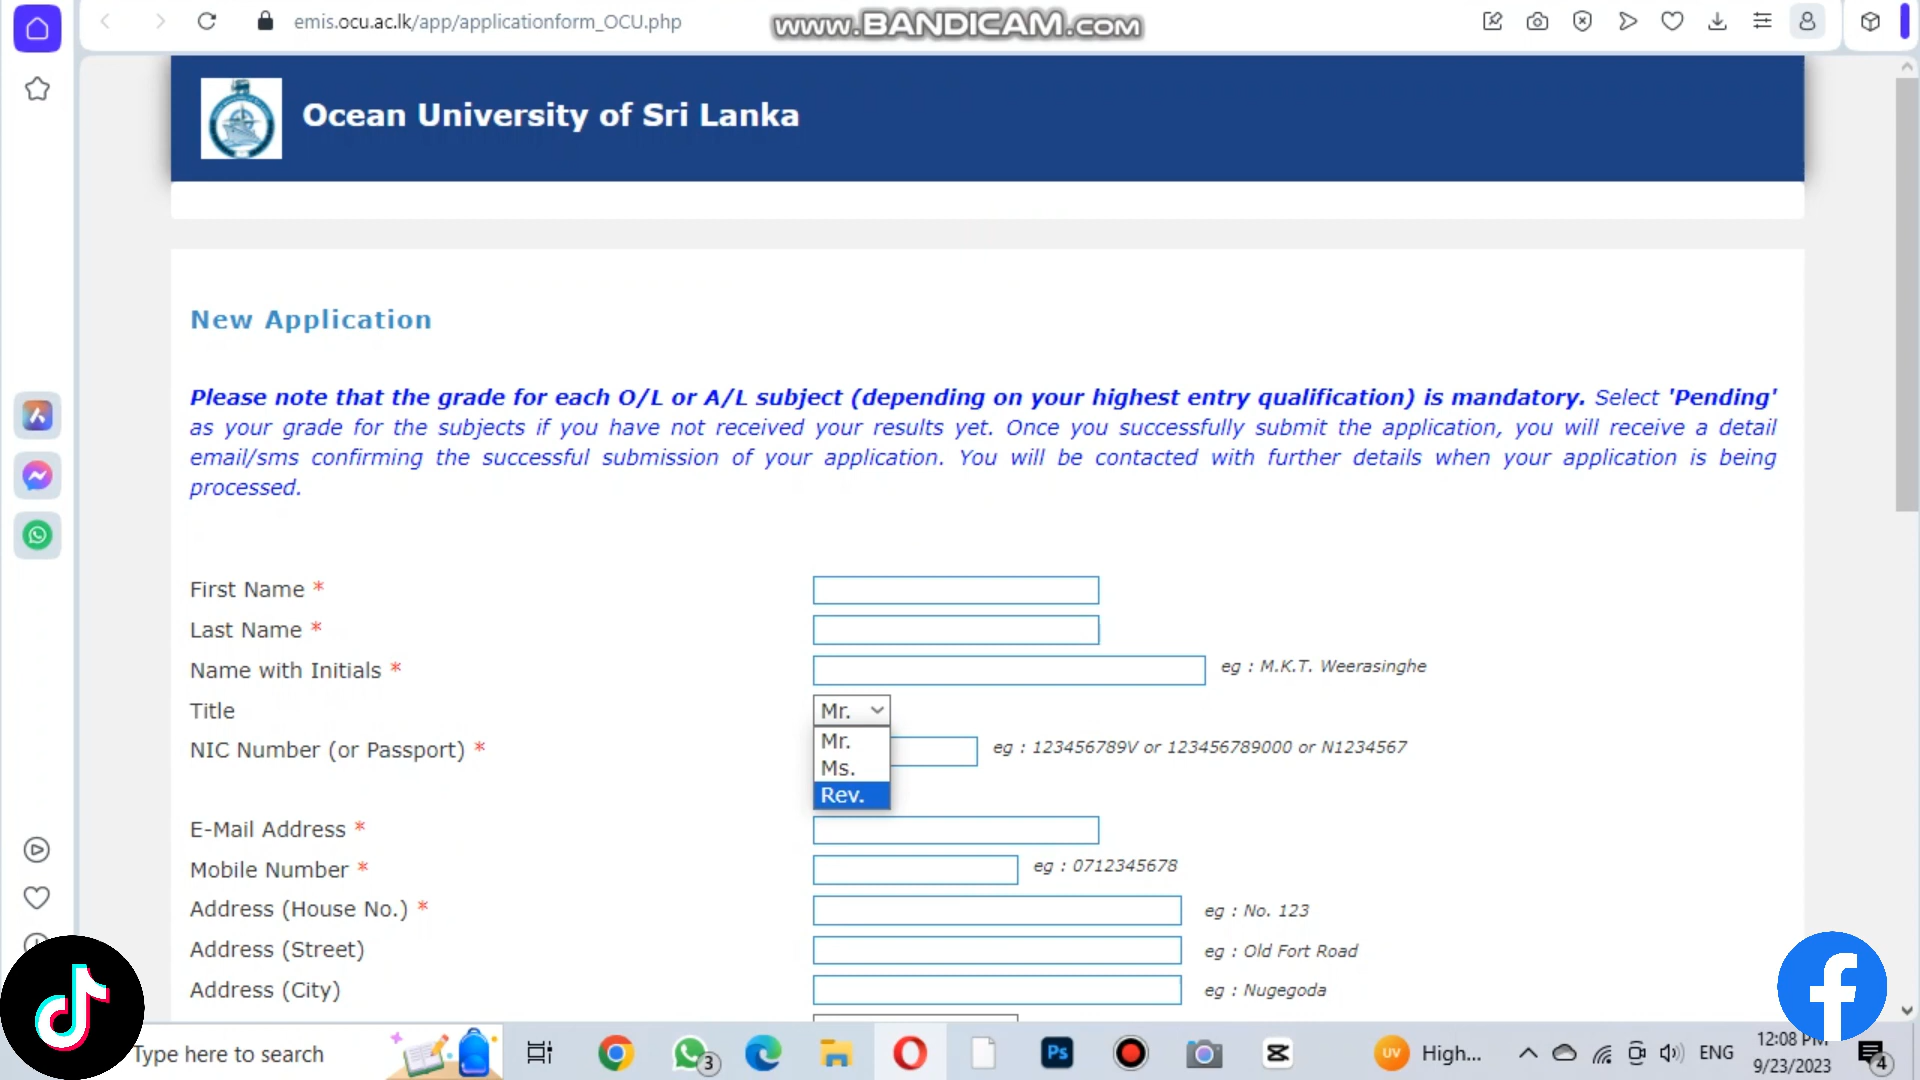 emis.ocu.ac.lk/app/applicationform_OCU.php
www.BANDICAM.com
Ocean University of Sri Lanka
New Application
Please note that the grade for each O/L or A/L subject (depending on your highest entry qualification) is mandatory. Select 'Pending'
as your grade for the subjects if you have not received your results yet. Once you successfully submit the application, you will receive a detail
email/sms confirming the successful submission of your application. You will be contacted with further details when your application is being
processed.
First Name *
Last Name *
Name with Initials * eg : M.K.T. Weerasinghe
Title Mr.
Mr.
NIC Number (or Passport) * eg : 123456789V or 123456789000 or N1234567
Ms.
Rev.
E-Mail Address *
Mobile Number * eg : 0712345678
Address (House No.) * eg : No. 123
Address (Street) eg : Old Fort Road
Address (City) eg : Nugegoda
Type here to search
3
Ps
UV
High...
ENG
12:08 PM
9/23/2023
4